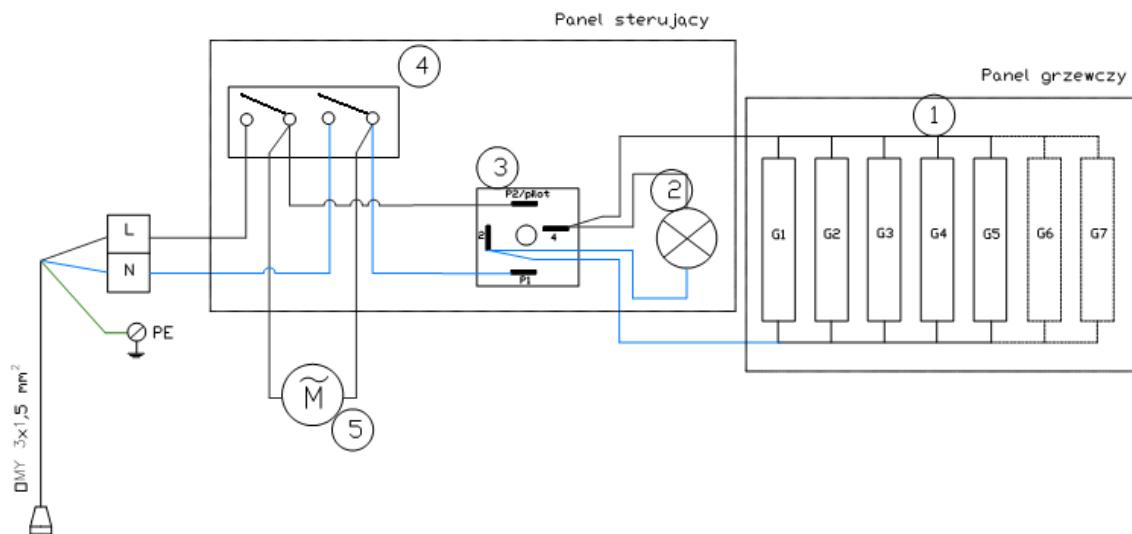 Panel sterujący
4
Panel grzewczy
1
3
P2/pilot
2
2
4
P1
L
N
PE
G1 G2 G3 G4 G5 G6 G7
M
5
OMY 3x1,5 mm²